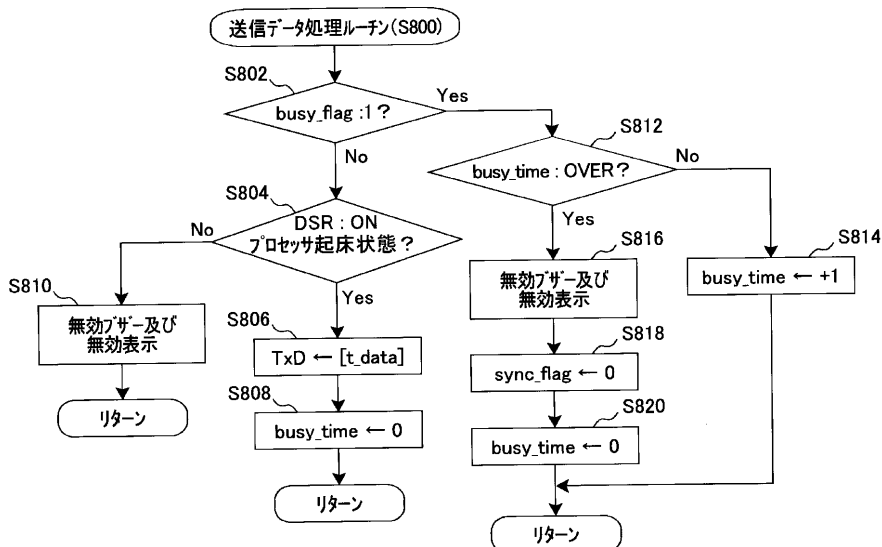 送信データ処理ルーチン(S800)
S802
busy_flag :1?
Yes
No
S812
busy_time : OVER?
No
Yes
S804
DSR : ON
プロセッサ起床状態?
No
Yes
S816
無効ブザー及び
無効表示
S814
busy_time ← +1
S810
無効ブザー及び
無効表示
リターン
S806
TxD ← [t_data]
S808
busy_time ← 0
リターン
S818
sync_flag ← 0
S820
busy_time ← 0
リターン